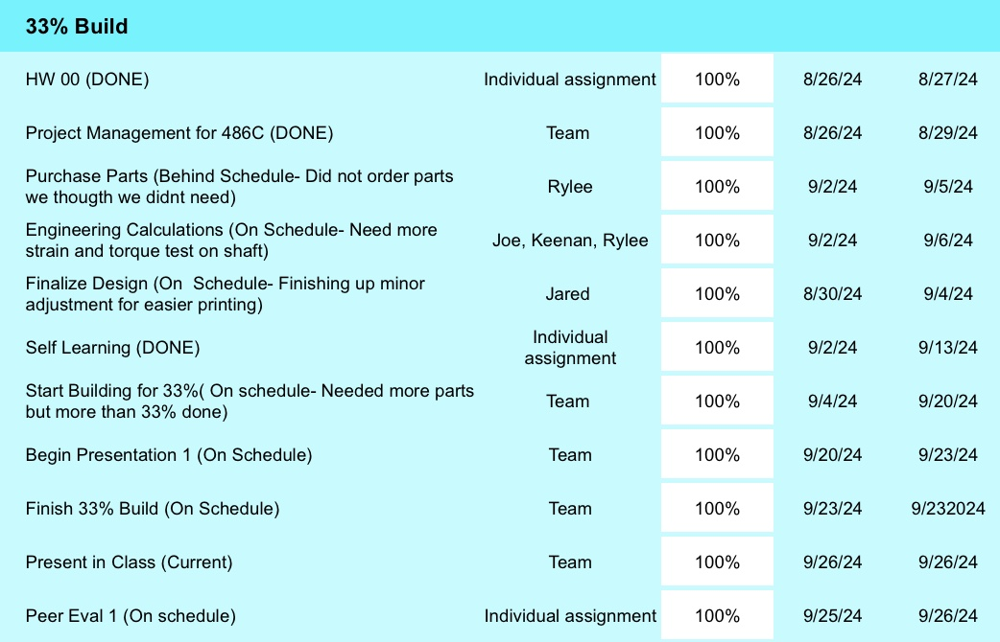 33% Build
HW 00 (DONE) Individual assignment 100% 8/26/24 8/27/24
Project Management for 486C (DONE) Team 100% 8/26/24 8/29/24
Purchase Parts (Behind Schedule- Did not order parts
we thougth we didnt need) Rylee 100% 9/2/24 9/5/24
Engineering Calculations (On Schedule- Need more
strain and torque test on shaft) Joe, Keenan, Rylee 100% 9/2/24 9/6/24
Finalize Design (On  Schedule- Finishing up minor
adjustment for easier printing) Jared 100% 8/30/24 9/4/24
Self Learning (DONE) Individual
assignment 100% 9/2/24 9/13/24
Start Building for 33%( On schedule- Needed more parts
but more than 33% done) Team 100% 9/4/24 9/20/24
Begin Presentation 1 (On Schedule) Team 100% 9/20/24 9/23/24
Finish 33% Build (On Schedule) Team 100% 9/23/24 9/232024
Present in Class (Current) Team 100% 9/26/24 9/26/24
Peer Eval 1 (On schedule) Individual assignment 100% 9/25/24 9/26/24